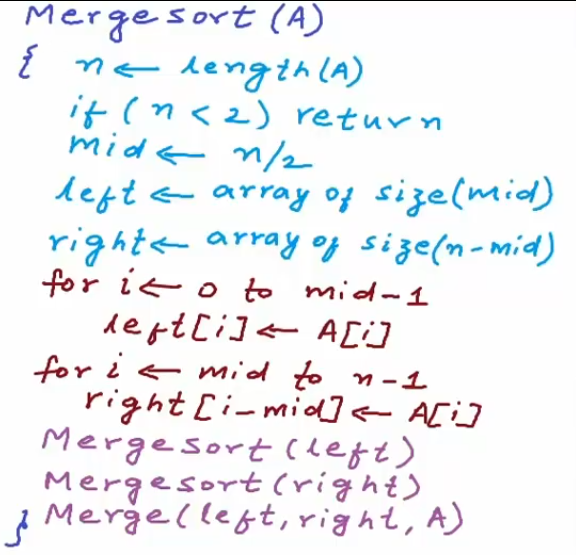 Mergesort(A)
{ n ← length(A)
if (n < 2) return
mid ← n/2
left ← array of size(mid)
right ← array of size(n-mid)
for i ← 0 to mid-1
left[i] ← A[i]
for i ← mid to n-1
right[i-mid] ← A[i]
Mergesort(left)
Mergesort(right)
} Merge(left, right, A)